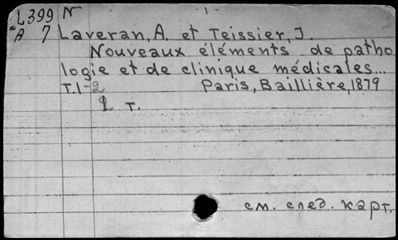 L399 N
A 7 Laveran, A. et Teissier, J.
Nouveaux éléments de patho
logie et de clinique médicales...
T.1-2 Paris, Baillière, 1879
2 т.
см. след. карт.